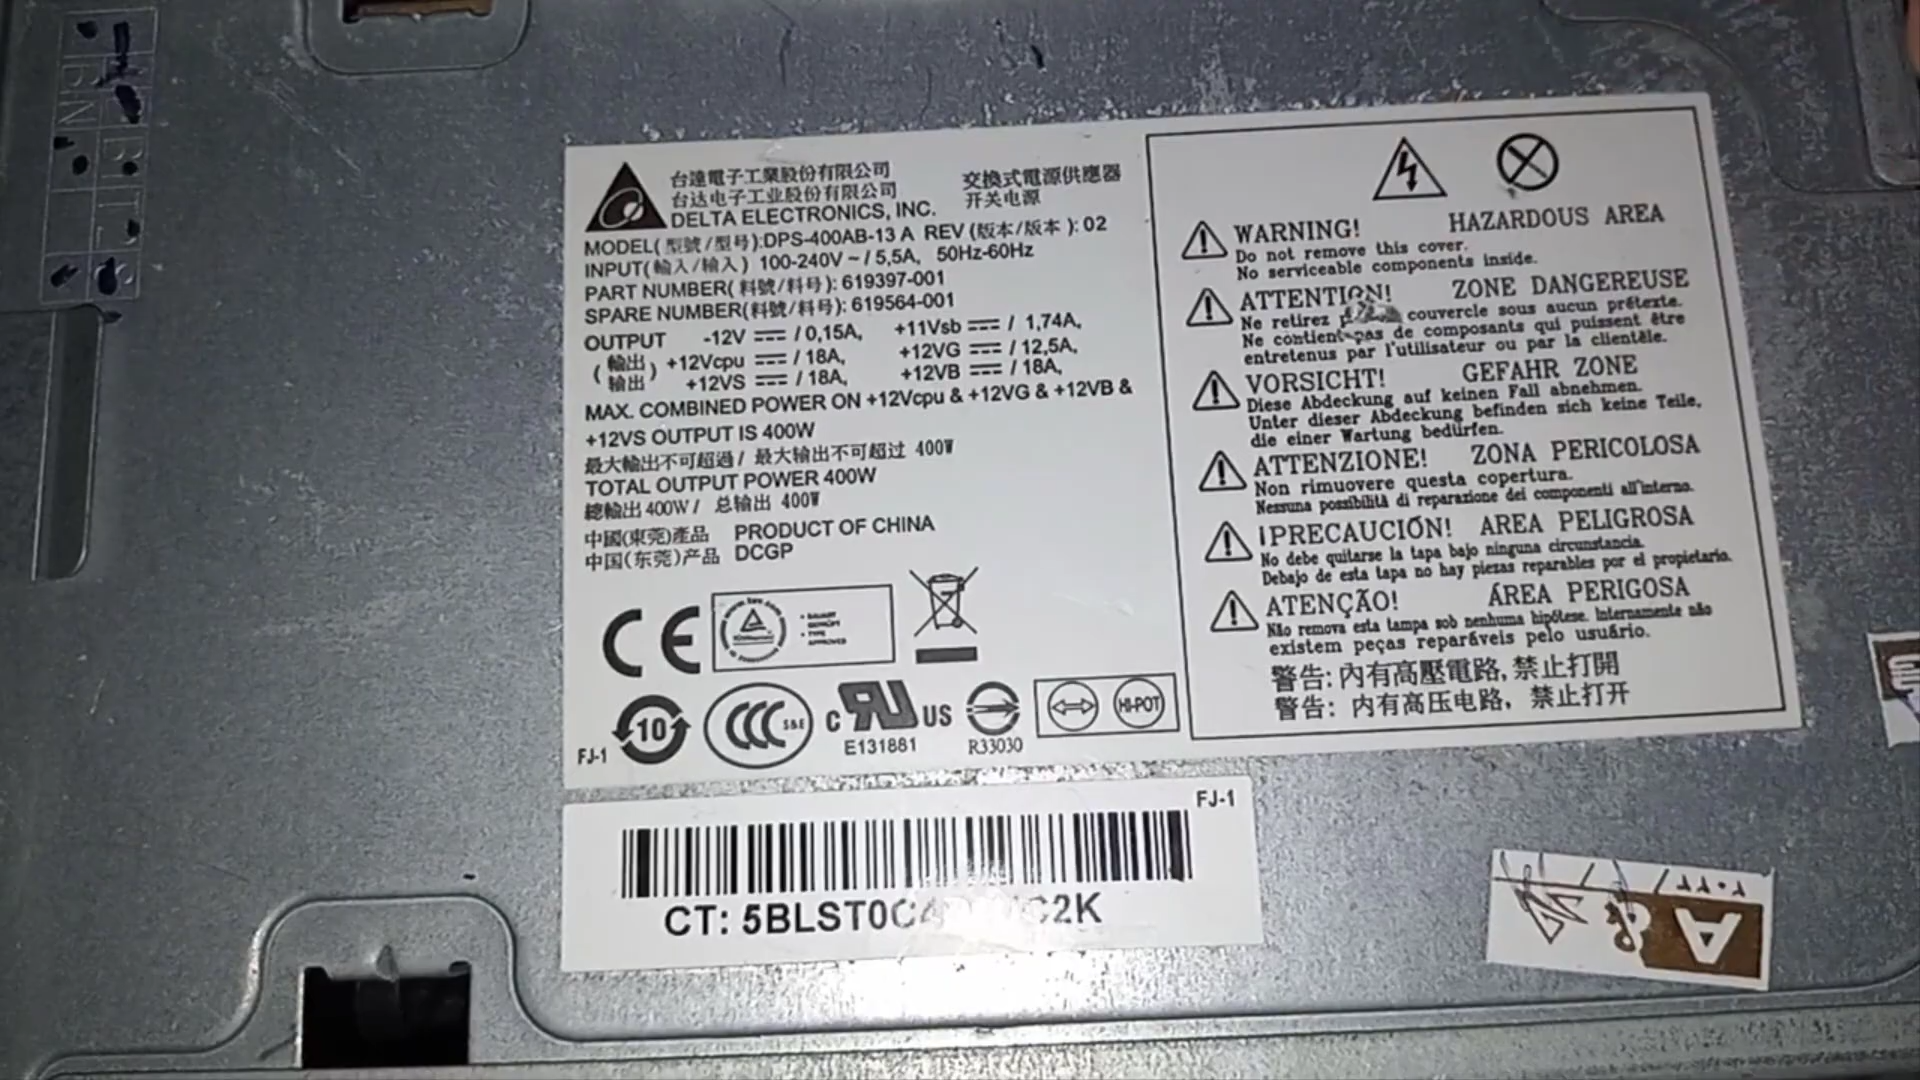 台達電子工業股份有限公司
台达电子工业股份有限公司
DELTA ELECTRONICS, INC.
交換式電源供應器
开关电源
MODEL(型號/型号):DPS-400AB-13 A REV(版本/版本): 02
INPUT(輸入/输入) 100-240V ~ / 5,5A, 50Hz-60Hz
PART NUMBER(料號/料号): 619397-001
SPARE NUMBER(料號/料号): 619564-001
OUTPUT -12V / 0,15A, +11Vsb / 1,74A,
(輸出 +12Vcpu / 18A, +12VG / 12,5A,
输出) +12VS / 18A, +12VB / 18A,
MAX. COMBINED POWER ON +12Vcpu & +12VG & +12VB &
+12VS OUTPUT IS 400W
最大輸出不可超過/ 最大输出不可超过 400W
TOTAL OUTPUT POWER 400W
總輸出400W/ 总输出 400W
中國(東莞)產品 PRODUCT OF CHINA
中国(东莞)产品 DCGP
CE
FJ-1
10
CCC S&E
c RU US
E131881
R33030
HI-POT
WARNING! HAZARDOUS AREA
Do not remove this cover.
No serviceable components inside.
ATTENTION! ZONE DANGEREUSE
Ne retirez couvercle sous aucun prétexte.
Ne contient pas de composants qui puissent être
entretenus par l'utilisateur ou par la clientèle.
VORSICHT! GEFAHR ZONE
Diese Abdeckung auf keinen Fall abnehmen.
Unter dieser Abdeckung befinden sich keine Teile,
die einer Wartung bedürfen.
ATTENZIONE! ZONA PERICOLOSA
Non rimuovere questa copertura.
Nessuna possibilità di reparazione dei componenti all'interno.
¡PRECAUCIÓN! AREA PELIGROSA
No debe quitarse la tapa bajo ninguna circunstancia.
Debajo de esta tapa no hay piezas reparables por el propietario.
ATENÇÃO! ÁREA PERIGOSA
Não remova esta tampa sob nenhuma hipótese. Internamente não
existem peças reparáveis pelo usuário.
警告:內有高壓電路,禁止打開
警告: 内有高压电路, 禁止打开
FJ-1
CT:
A